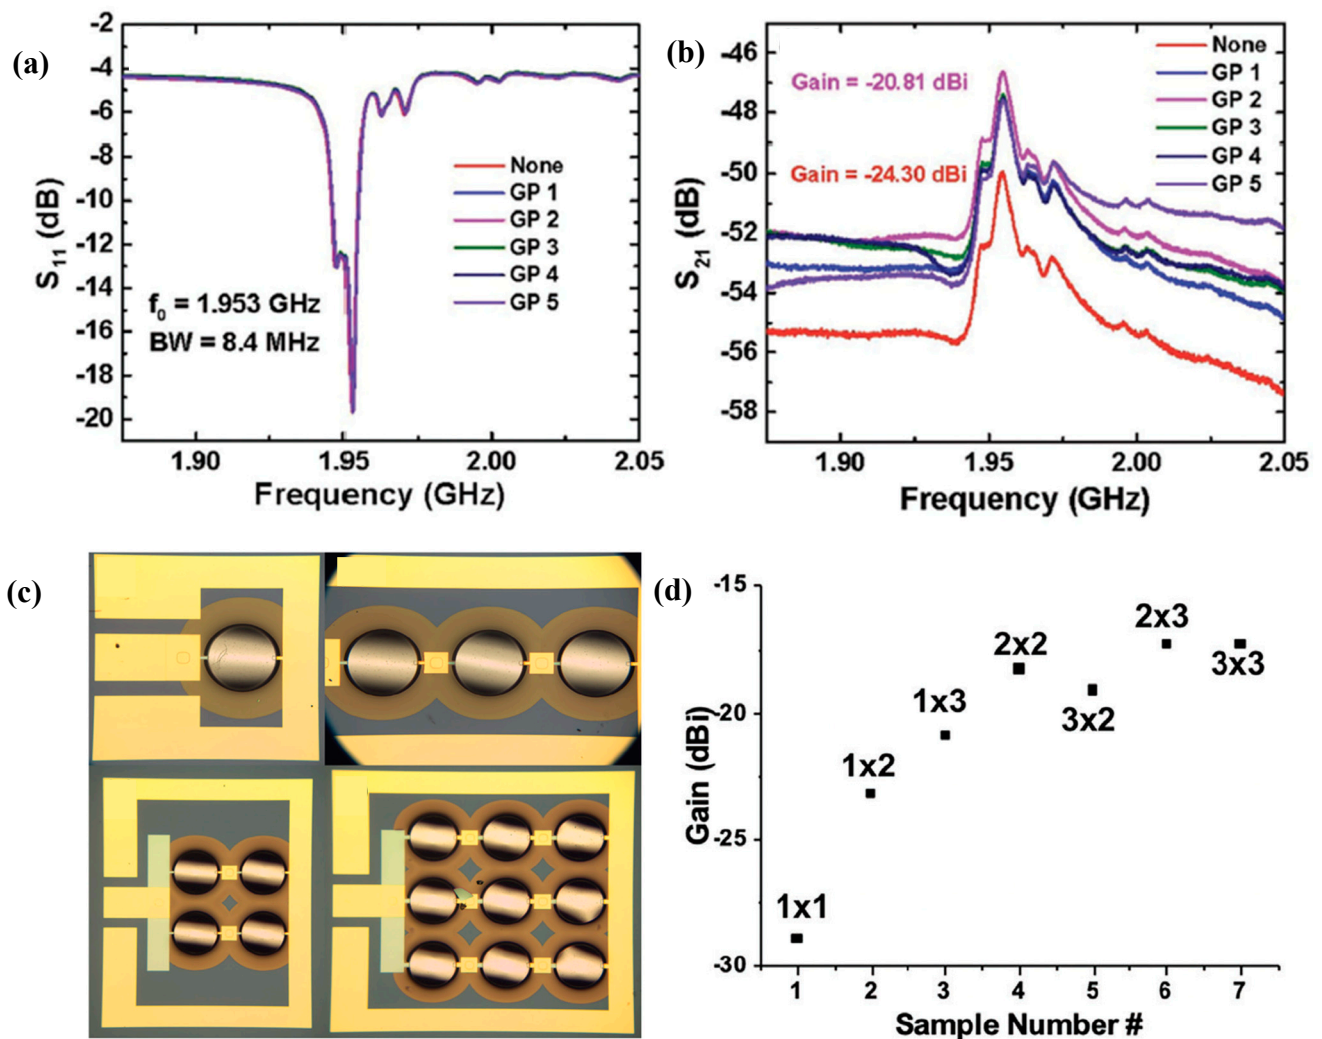 (a)
-2
-4
-6
-8
-10
-12
-14
-16
-18
-20
S11 (dB)
None
GP 1
GP 2
GP 3
GP 4
GP 5
f0 = 1.953 GHz
BW = 8.4 MHz
1.90
1.95
2.00
2.05
Frequency (GHz)
(b)
-46
-48
-50
-52
-54
-56
-58
S21 (dB)
Gain = -20.81 dBi
Gain = -24.30 dBi
None
GP 1
GP 2
GP 3
GP 4
GP 5
1.90
1.95
2.00
2.05
Frequency (GHz)
(c)
(d)
-15
-20
-25
-30
Gain (dBi)
1x1
1x2
1x3
2x2
3x2
2x3
3x3
1
2
3
4
5
6
7
Sample Number #